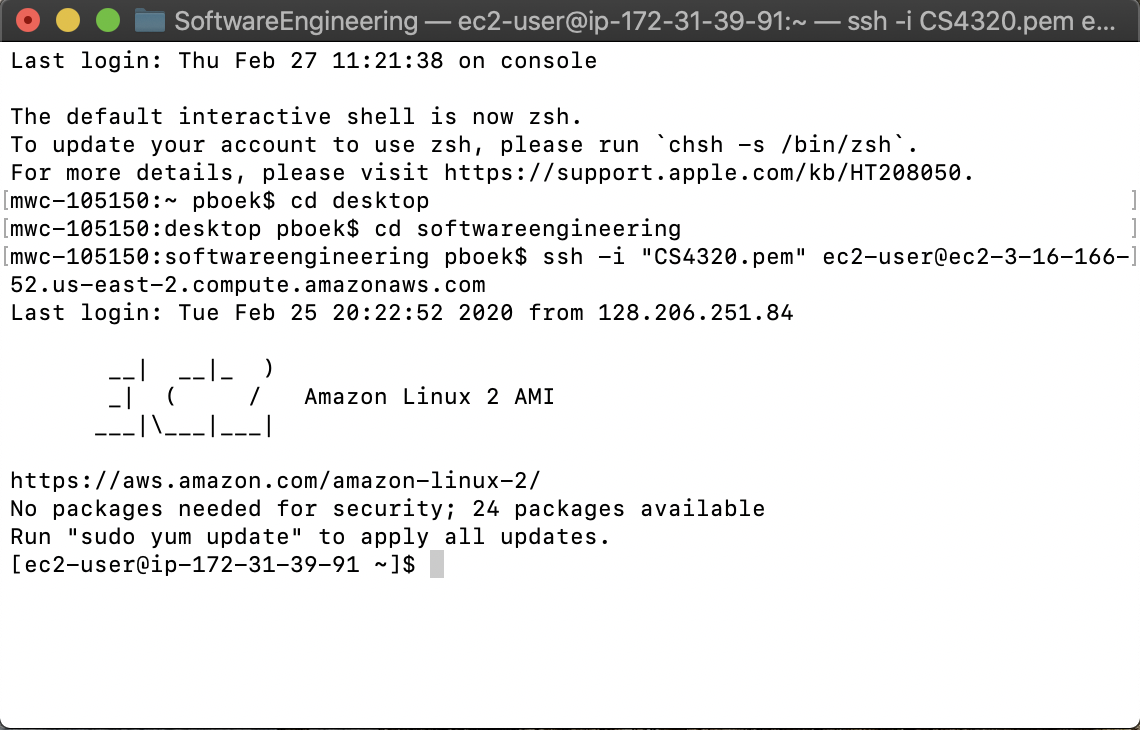 SoftwareEngineering — ec2-user@ip-172-31-39-91:~ — ssh -i CS4320.pem e...
Last login: Thu Feb 27 11:21:38 on console
The default interactive shell is now zsh.
To update your account to use zsh, please run `chsh -s /bin/zsh`.
For more details, please visit https://support.apple.com/kb/HT208050.
[mwc-105150:~ pboek$ cd desktop ]
[mwc-105150:desktop pboek$ cd softwareengineering ]
[mwc-105150:softwareengineering pboek$ ssh -i "CS4320.pem" ec2-user@ec2-3-16-166-]
52.us-east-2.compute.amazonaws.com
Last login: Tue Feb 25 20:22:52 2020 from 128.206.251.84
       __|  __|_  )
       _|  (     /   Amazon Linux 2 AMI
      ___|\___|___|
https://aws.amazon.com/amazon-linux-2/
No packages needed for security; 24 packages available
Run "sudo yum update" to apply all updates.
[ec2-user@ip-172-31-39-91 ~]$